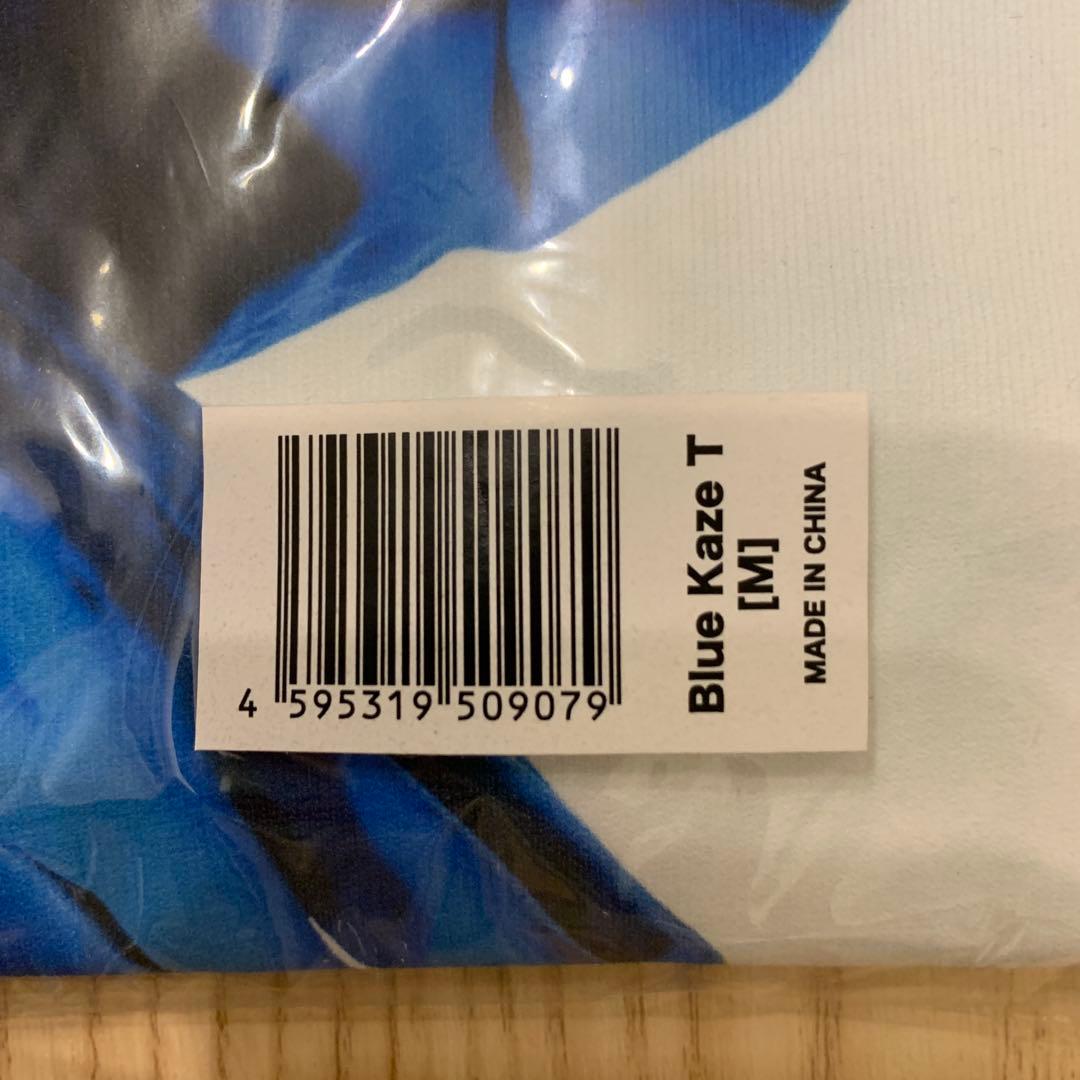 4 595319 509079
Blue Kaze T
[M]
MADE IN CHINA